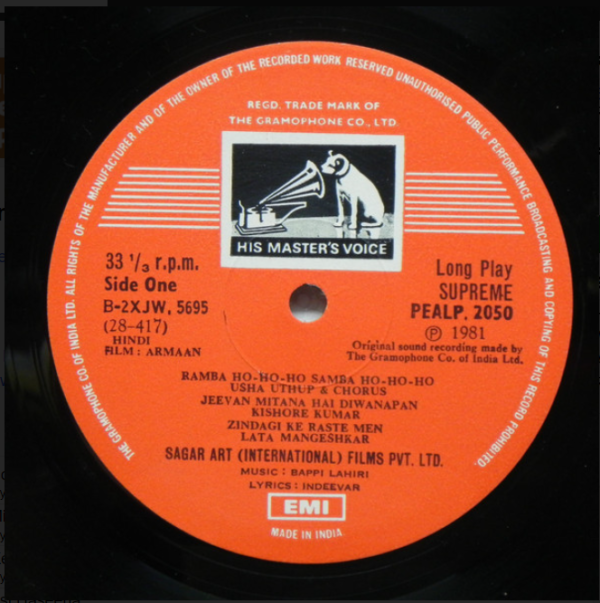 THE GRAMOPHONE CO. OF INDIA LTD. ALL RIGHTS OF THE MANUFACTURER AND OF THE OWNER OF THE RECORDED WORK RESERVED UNAUTHORISED PUBLIC PERFORMANCE BROADCASTING AND COPYING OF THIS RECORD PROHIBITED.
REGD. TRADE MARK OF
THE GRAMOPHONE CO., LTD.
HIS MASTER'S VOICE
33 1/3 r.p.m.
Side One
B-2XJW, 5695
(28-417)
HINDI
FILM : ARMAAN
Long Play
SUPREME
PEALP. 2050
Ⓟ 1981
Original sound recording made by
The Gramophone Co. of India Ltd.
RAMBA HO-HO-HO SAMBA HO-HO-HO
USHA UTHUP & CHORUS
JEEVAN MITANA HAI DIWANAPAN
KISHORE KUMAR
ZINDAGI KE RASTE MEN
LATA MANGESHKAR
SAGAR ART (INTERNATIONAL) FILMS PVT. LTD.
MUSIC : BAPPI LAHIRI
LYRICS : INDEEVAR
EMI
MADE IN INDIA